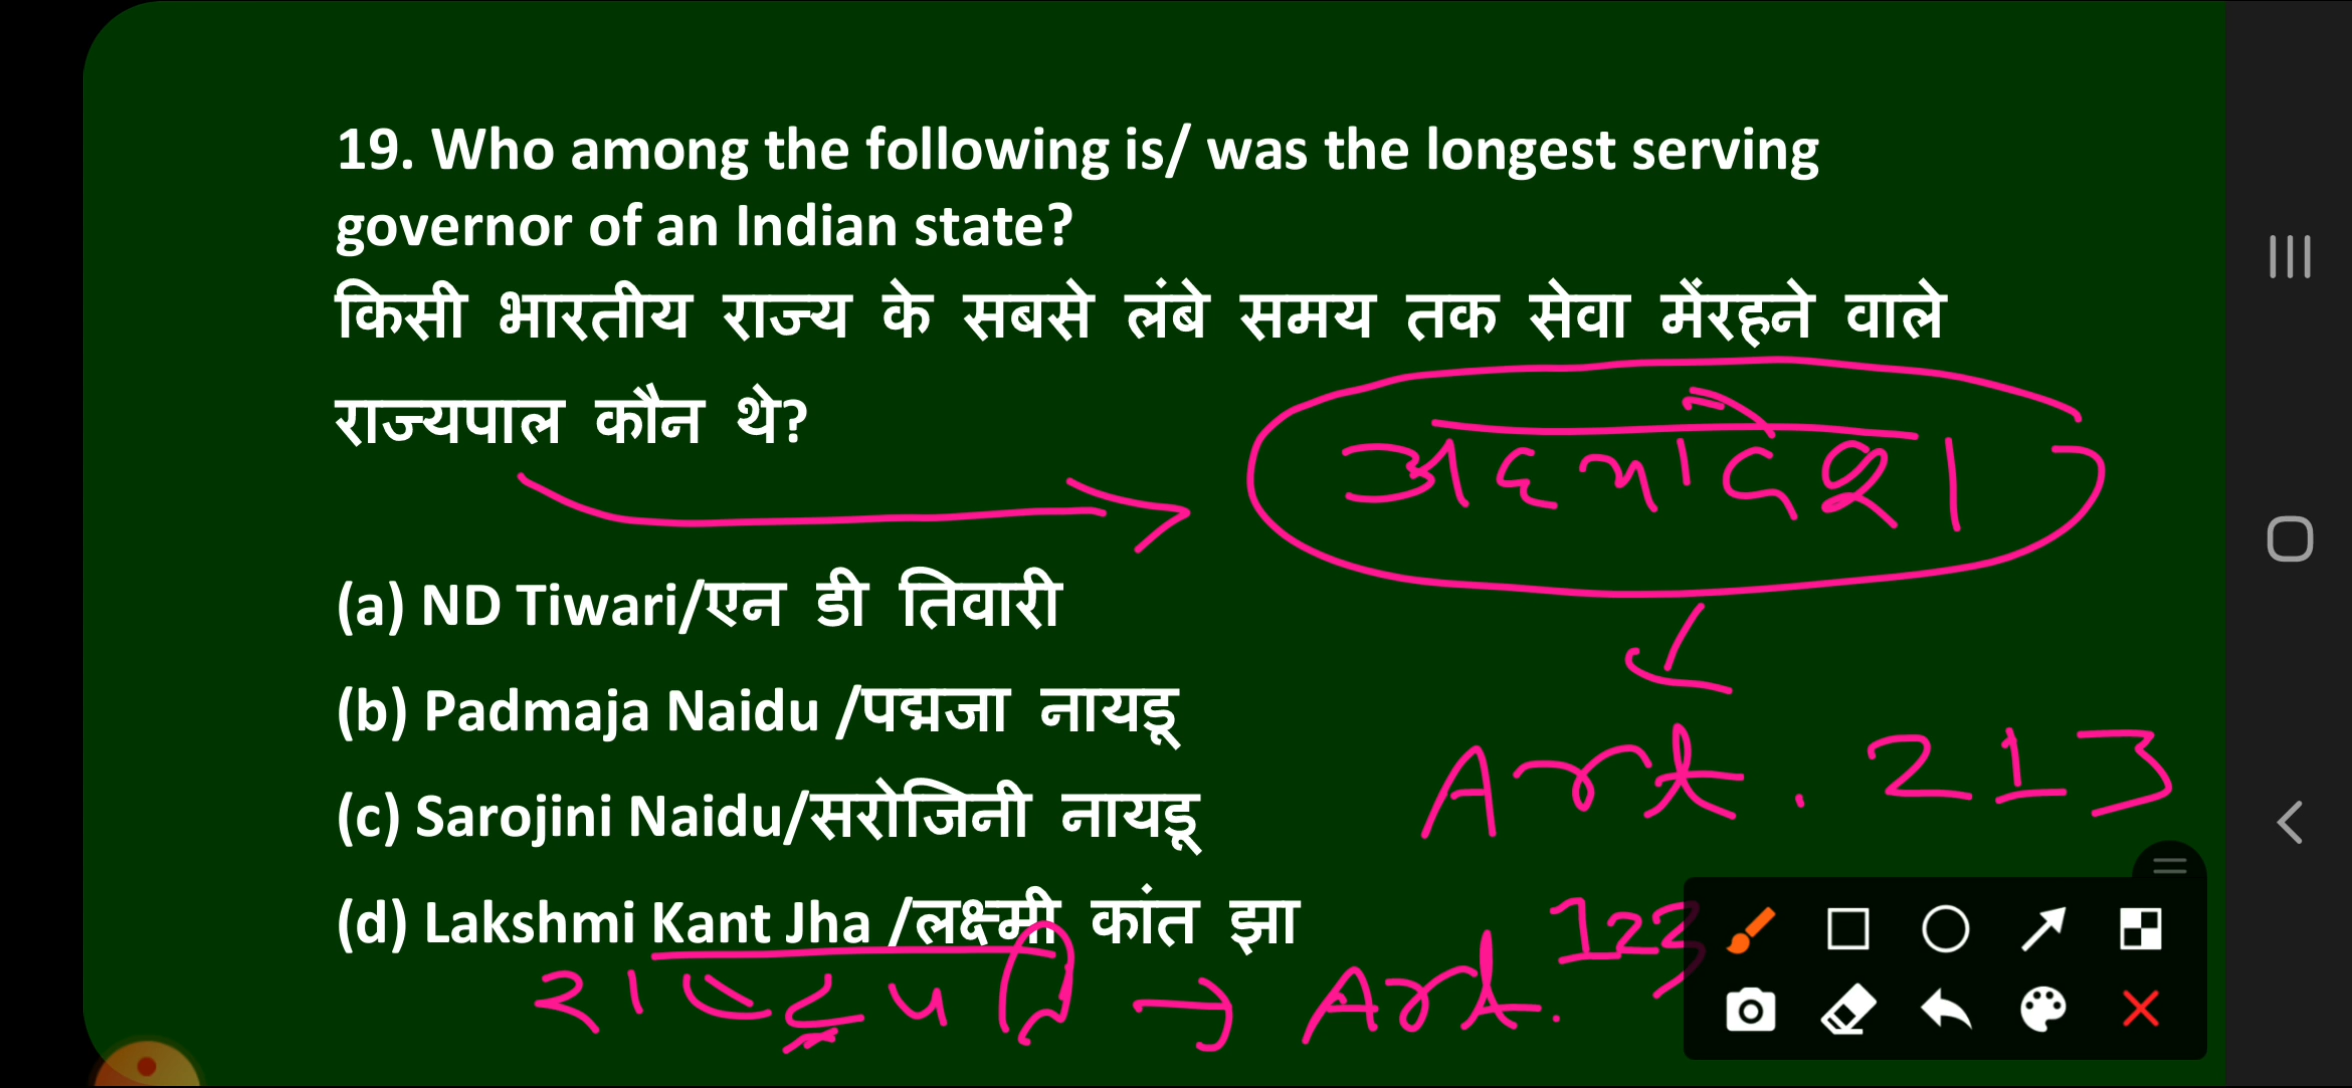 19. Who among the following is/ was the longest serving
governor of an Indian state?
किसी भारतीय राज्य के सबसे लंबे समय तक सेवा मेंरहने वाले
राज्यपाल कौन थे?
अध्यादेश।
(a) ND Tiwari/एन डी तिवारी
(b) Padmaja Naidu /पद्मजा नायडू
Art. 213
(c) Sarojini Naidu/सरोजिनी नायडू
(d) Lakshmi Kant Jha /लक्ष्मी कांत झा
राष्ट्रपति → Art. 123